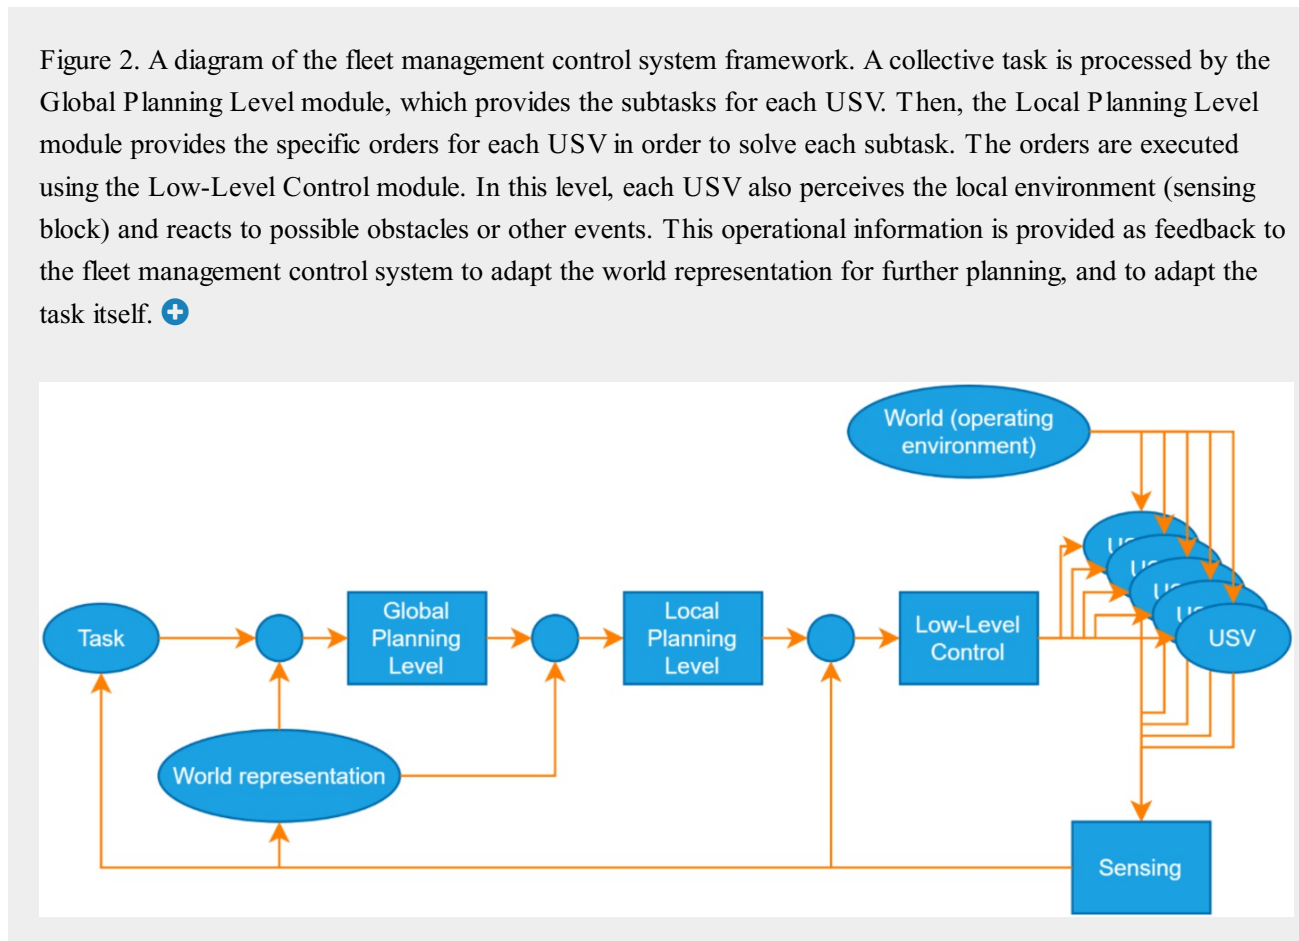 Figure 2. A diagram of the fleet management control system framework. A collective task is processed by the
Global Planning Level module, which provides the subtasks for each USV. Then, the Local Planning Level
module provides the specific orders for each USV in order to solve each subtask. The orders are executed
using the Low-Level Control module. In this level, each USV also perceives the local environment (sensing
block) and reacts to possible obstacles or other events. This operational information is provided as feedback to
the fleet management control system to adapt the world representation for further planning, and to adapt the
task itself.
World (operating
environment)
Task
Global
Planning
Level
Local
Planning
Level
Low-Level
Control
USV
World representation
Sensing